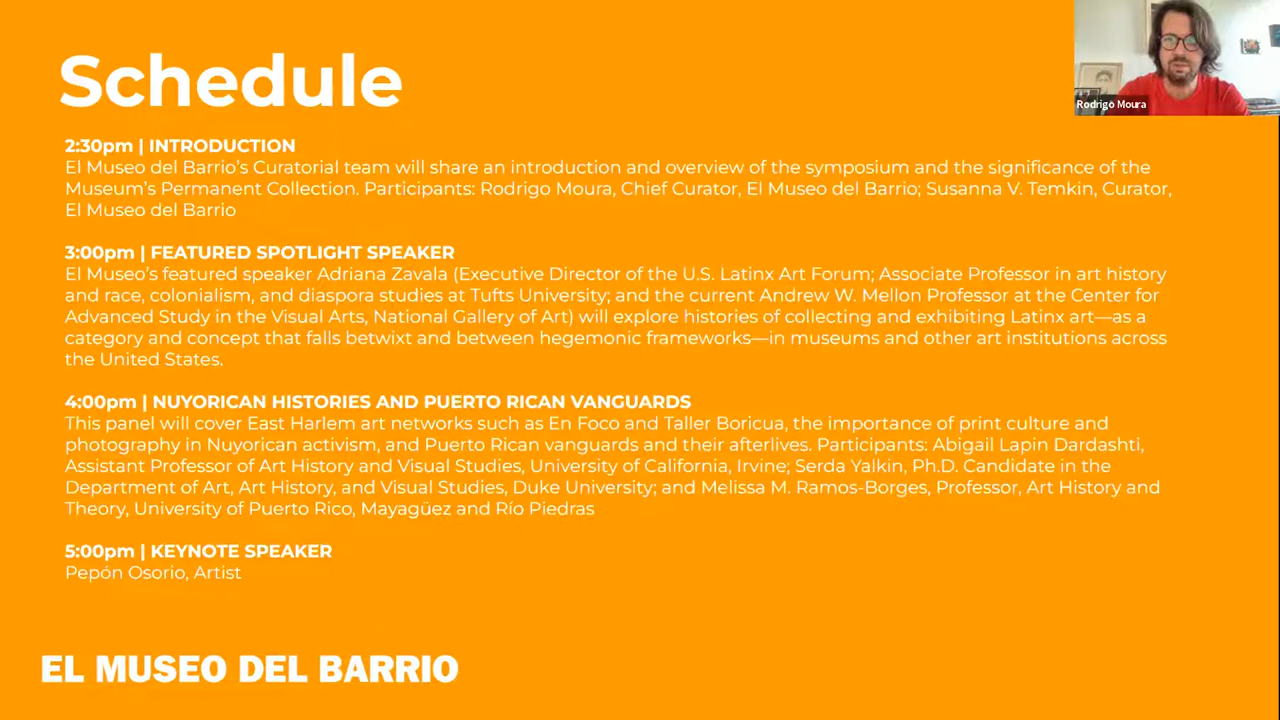 Schedule
Rodrigo Moura
2:30pm | INTRODUCTION
El Museo del Barrio's Curatorial team will share an introduction and overview of the symposium and the significance of the
Museum's Permanent Collection. Participants: Rodrigo Moura, Chief Curator, El Museo del Barrio; Susanna V. Temkin, Curator,
El Museo del Barrio
3:00pm | FEATURED SPOTLIGHT SPEAKER
El Museo's featured speaker Adriana Zavala (Executive Director of the U.S. Latinx Art Forum; Associate Professor in art history
and race, colonialism, and diaspora studies at Tufts University; and the current Andrew W. Mellon Professor at the Center for
Advanced Study in the Visual Arts, National Gallery of Art) will explore histories of collecting and exhibiting Latinx art—as a
category and concept that falls betwixt and between hegemonic frameworks—in museums and other art institutions across
the United States.
4:00pm | NUYORICAN HISTORIES AND PUERTO RICAN VANGUARDS
This panel will cover East Harlem art networks such as En Foco and Taller Boricua, the importance of print culture and
photography in Nuyorican activism, and Puerto Rican vanguards and their afterlives. Participants: Abigail Lapin Dardashti,
Assistant Professor of Art History and Visual Studies, University of California, Irvine; Serda Yalkin, Ph.D. Candidate in the
Department of Art, Art History, and Visual Studies, Duke University; and Melissa M. Ramos-Borges, Professor, Art History and
Theory, University of Puerto Rico, Mayagüez and Río Piedras
5:00pm | KEYNOTE SPEAKER
Pepón Osorio, Artist
EL MUSEO DEL BARRIO